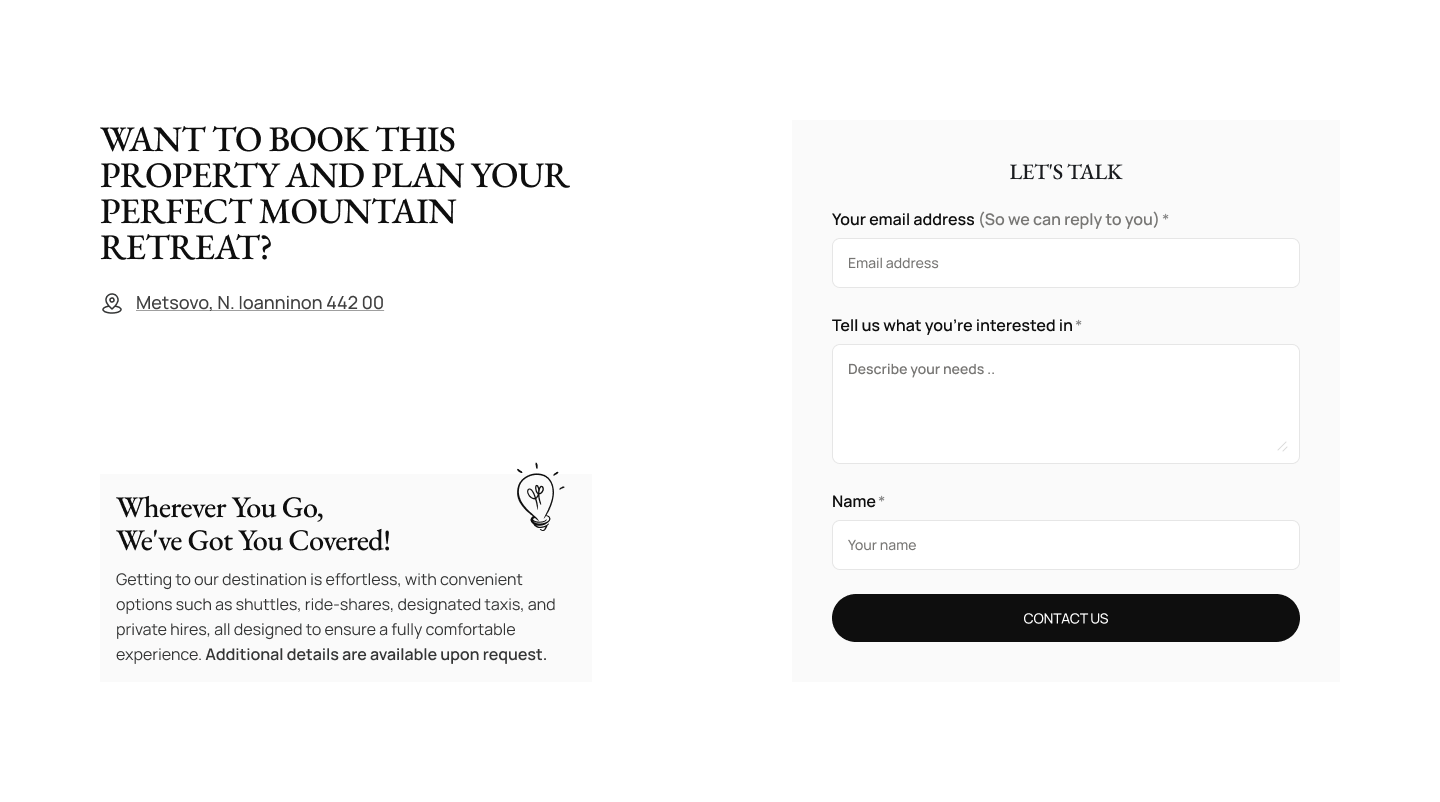 WANT TO BOOK THIS
PROPERTY AND PLAN YOUR
PERFECT MOUNTAIN
RETREAT?
Metsovo, N. Ioanninon 442 00
Wherever You Go,
We've Got You Covered!
Getting to our destination is effortless, with convenient
options such as shuttles, ride-shares, designated taxis, and
private hires, all designed to ensure a fully comfortable
experience. Additional details are available upon request.
LET'S TALK
Your email address (So we can reply to you) *
Email address
Tell us what you're interested in *
Describe your needs ..
Name *
Your name
CONTACT US